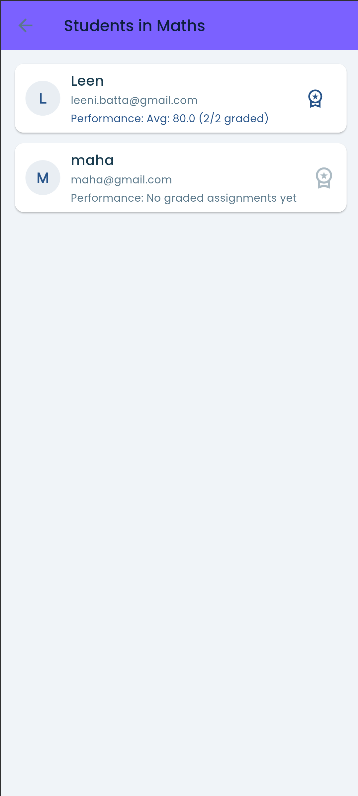 Students in Maths
L
Leen
leeni.batta@gmail.com
Performance: Avg: 80.0 (2/2 graded)
M
maha
maha@gmail.com
Performance: No graded assignments yet